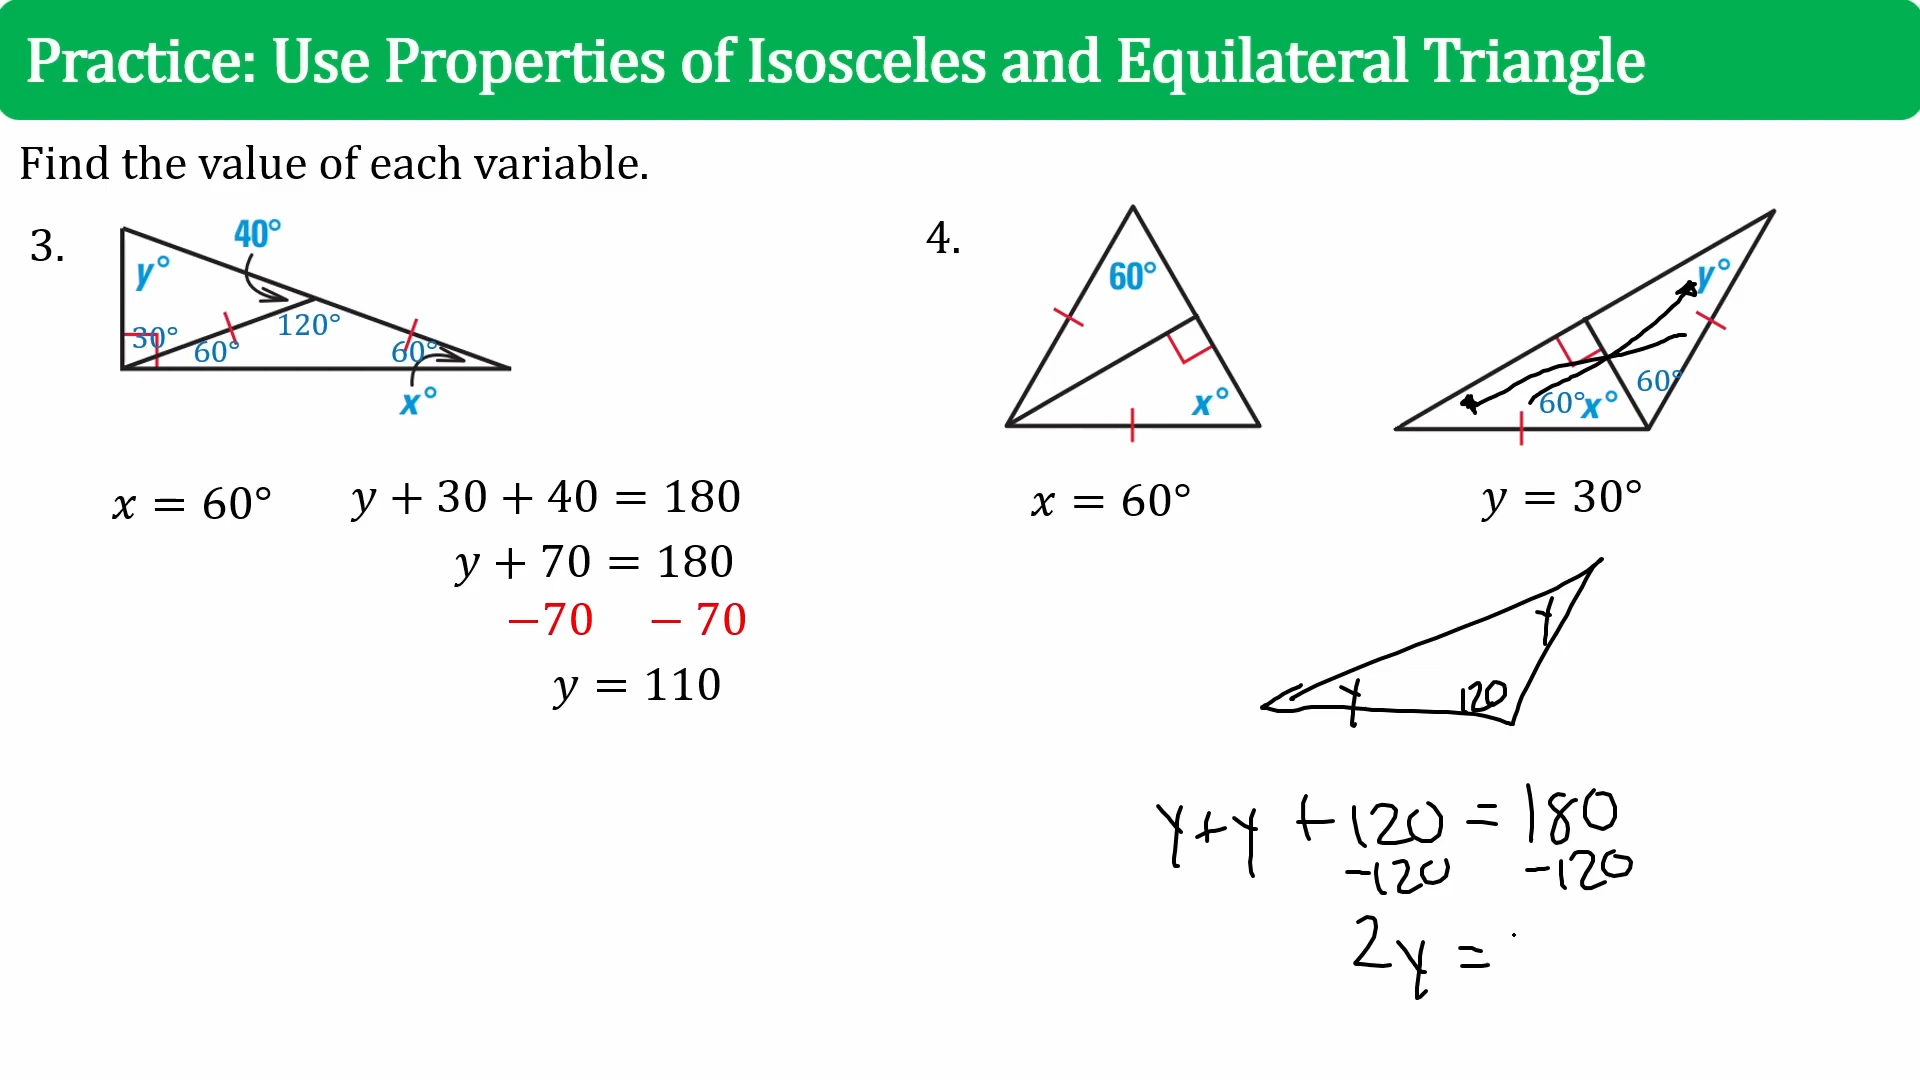 Practice: Use Properties of Isosceles and Equilateral Triangle
Find the value of each variable.
3.
40°
y°
30°
60°
120°
60°
x°
x = 60°
y + 30 + 40 = 180
y + 70 = 180
−70 − 70
y = 110
4.
60°
x°
y°
60°
60°
x°
x = 60°
y = 30°
y
y
120
y+y +120 = 180
-120 -120
2y =